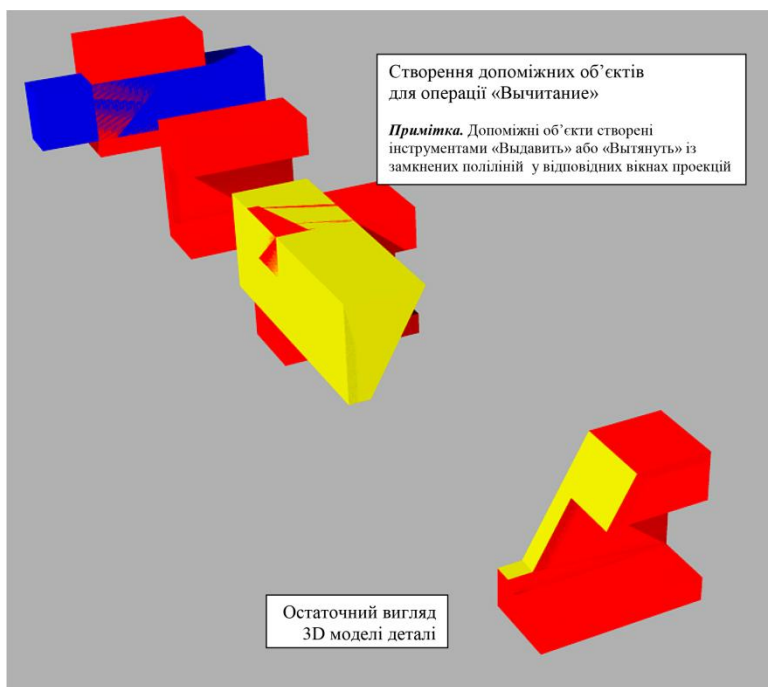 Створення допоміжних об’єктів
для операції «Вычитание»
Примітка. Допоміжні об’єкти створені
інструментами «Выдавить» або «Вытянуть» із
замкнених поліліній у відповідних вікнах проекцій
Остаточний вигляд
3D моделі деталі